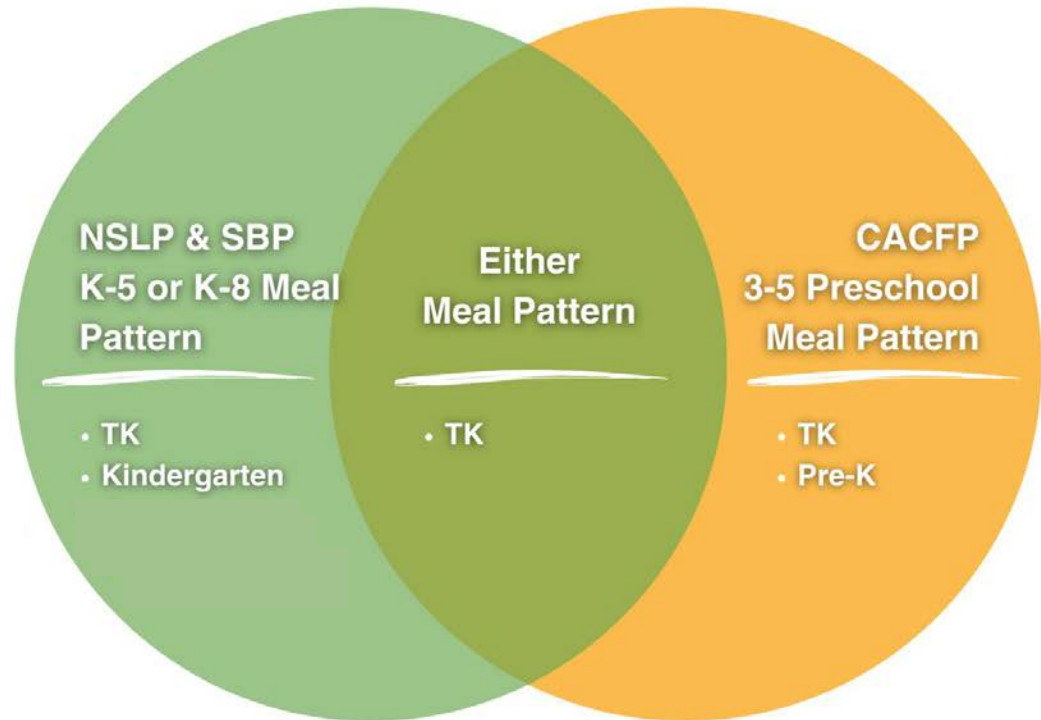 NSLP & SBP
K-5 or K-8 Meal
Pattern
• TK
• Kindergarten
Either
Meal Pattern
• TK
CACFP
3-5 Preschool
Meal Pattern
• TK
• Pre-K